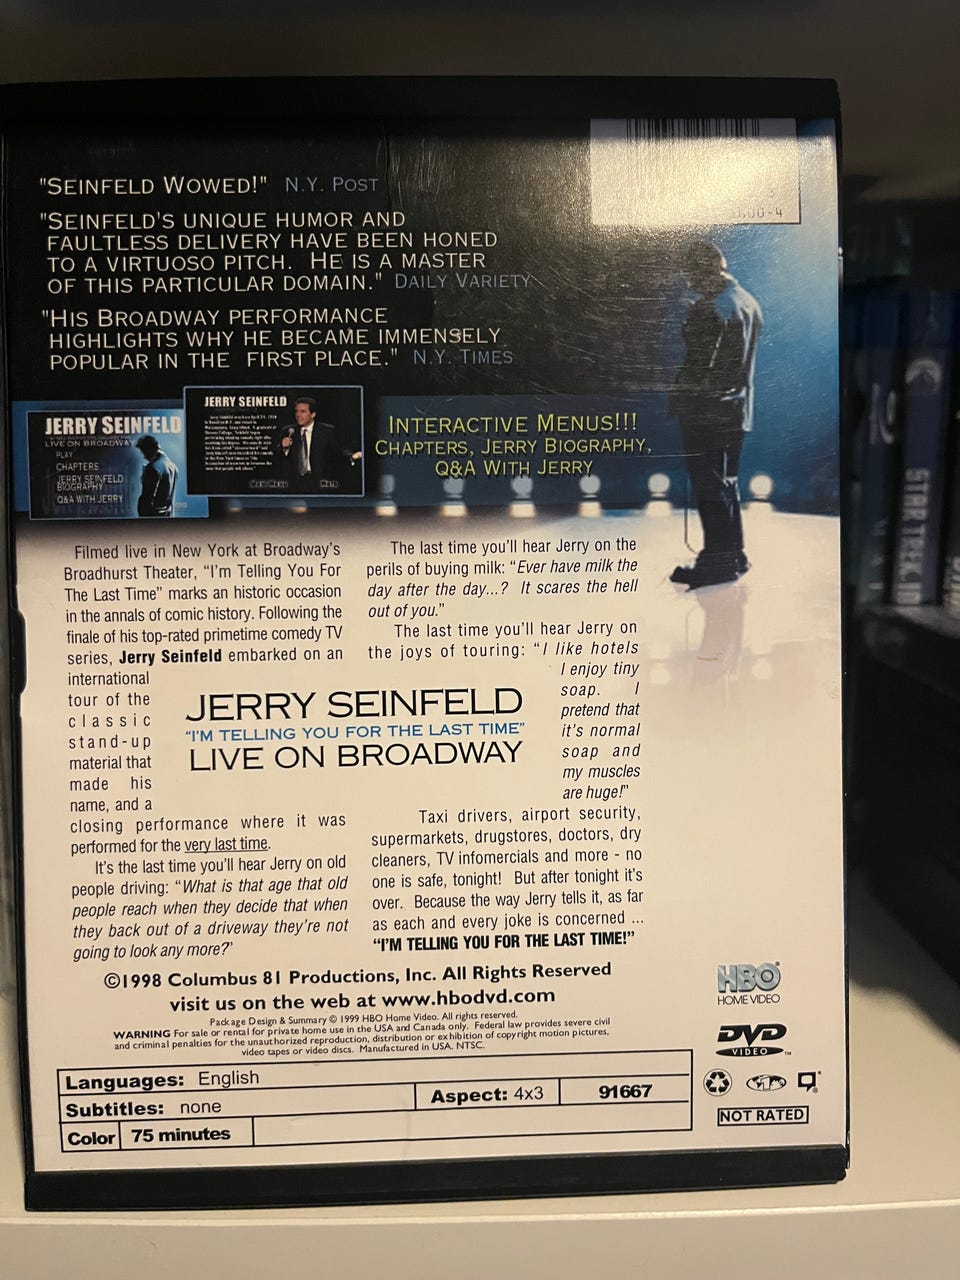 "SEINFELD WOWED!" N.Y. POST
"SEINFELD'S UNIQUE HUMOR AND
FAULTLESS DELIVERY HAVE BEEN HONED
TO A VIRTUOSO PITCH. HE IS A MASTER
OF THIS PARTICULAR DOMAIN." DAILY VARIETY
"HIS BROADWAY PERFORMANCE
HIGHLIGHTS WHY HE BECAME IMMENSELY
POPULAR IN THE FIRST PLACE." N.Y. TIMES
JERRY SEINFELD
LIVE ON BROADWAY
PLAY
CHAPTERS
JERRY SEINFELD
BIOGRAPHY
Q&A WITH JERRY
JERRY SEINFELD
Main Menu
More
INTERACTIVE MENUS!!!
CHAPTERS, JERRY BIOGRAPHY,
Q&A WITH JERRY
Filmed live in New York at Broadway's
Broadhurst Theater, "I'm Telling You For
The Last Time" marks an historic occasion
in the annals of comic history. Following the
finale of his top-rated primetime comedy TV
series, Jerry Seinfeld embarked on an
international
tour of the
classic
stand-up
material that
made his
name, and a
closing performance where it was
performed for the very last time.
It's the last time you'll hear Jerry on old
people driving: "What is that age that old
people reach when they decide that when
they back out of a driveway they're not
going to look any more?'
JERRY SEINFELD
"I'M TELLING YOU FOR THE LAST TIME"
LIVE ON BROADWAY
The last time you'll hear Jerry on the
perils of buying milk: "Ever have milk the
day after the day...? It scares the hell
out of you."
The last time you'll hear Jerry on
the joys of touring: "I like hotels
I enjoy tiny
soap. I
pretend that
it's normal
soap and
my muscles
are huge!"
Taxi drivers, airport security,
supermarkets, drugstores, doctors, dry
cleaners, TV infomercials and more - no
one is safe, tonight! But after tonight it's
over. Because the way Jerry tells it, as far
as each and every joke is concerned ...
"I'M TELLING YOU FOR THE LAST TIME!"
©1998 Columbus 81 Productions, Inc. All Rights Reserved
visit us on the web at www.hbodvd.com
Package Design & Summary © 1999 HBO Home Video. All rights reserved.
WARNING For sale or rental for private home use in the USA and Canada only. Federal law provides severe civil
and criminal penalties for the unauthorized reproduction, distribution or exhibition of copyright motion pictures,
video tapes or video discs. Manufactured in USA. NTSC.
HBO
HOME VIDEO
DVD
VIDEO
TM
1
NOT RATED
Languages: English
Subtitles: none
Aspect: 4x3
91667
Color
75 minutes
STAR TREK